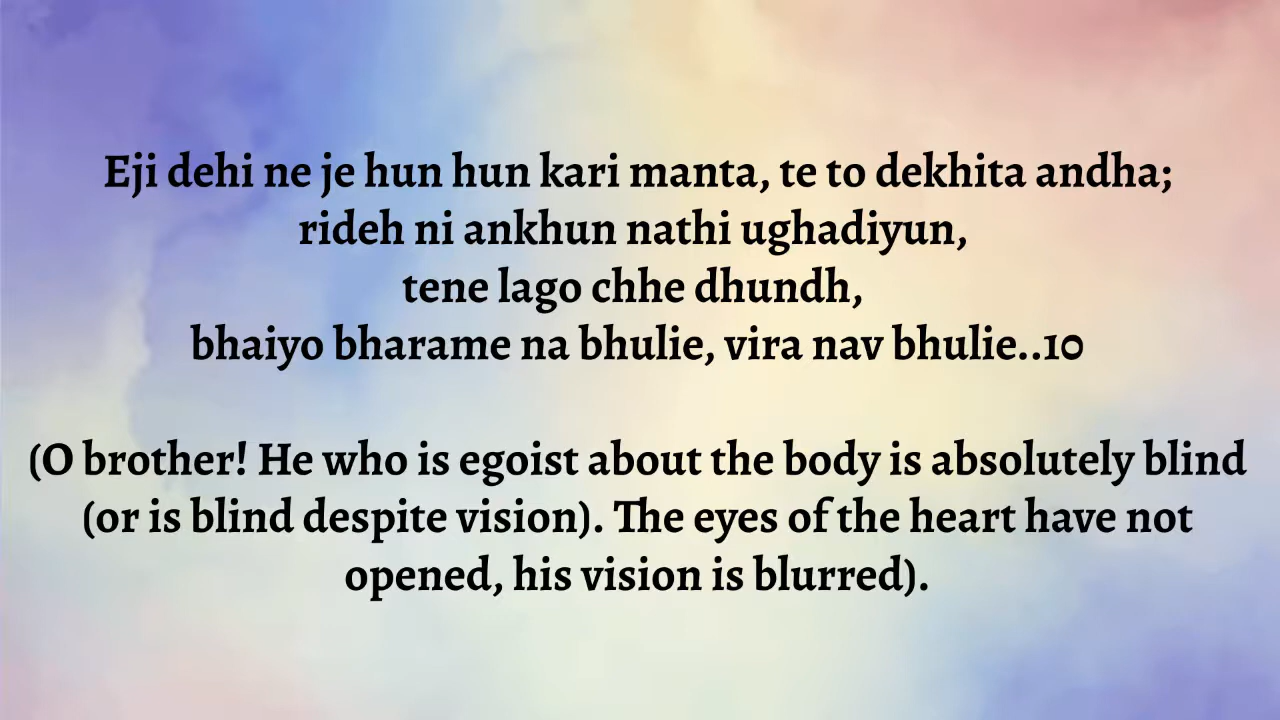 Eji dehi ne je hun hun kari manta, te to dekhita andha;
rideh ni ankhun nathi ughadiyun,
tene lago chhe dhundh,
bhaiyo bharame na bhulie, vira nav bhulie..10
(O brother! He who is egoist about the body is absolutely blind
(or is blind despite vision). The eyes of the heart have not
opened, his vision is blurred).